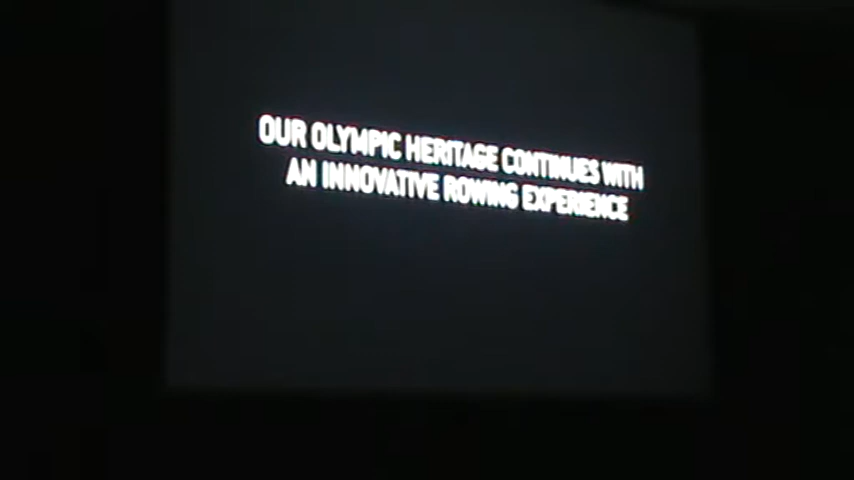 OUR OLYMPIC HERITAGE CONTINUES WITH
AN INNOVATIVE ROWING EXPERIENCE